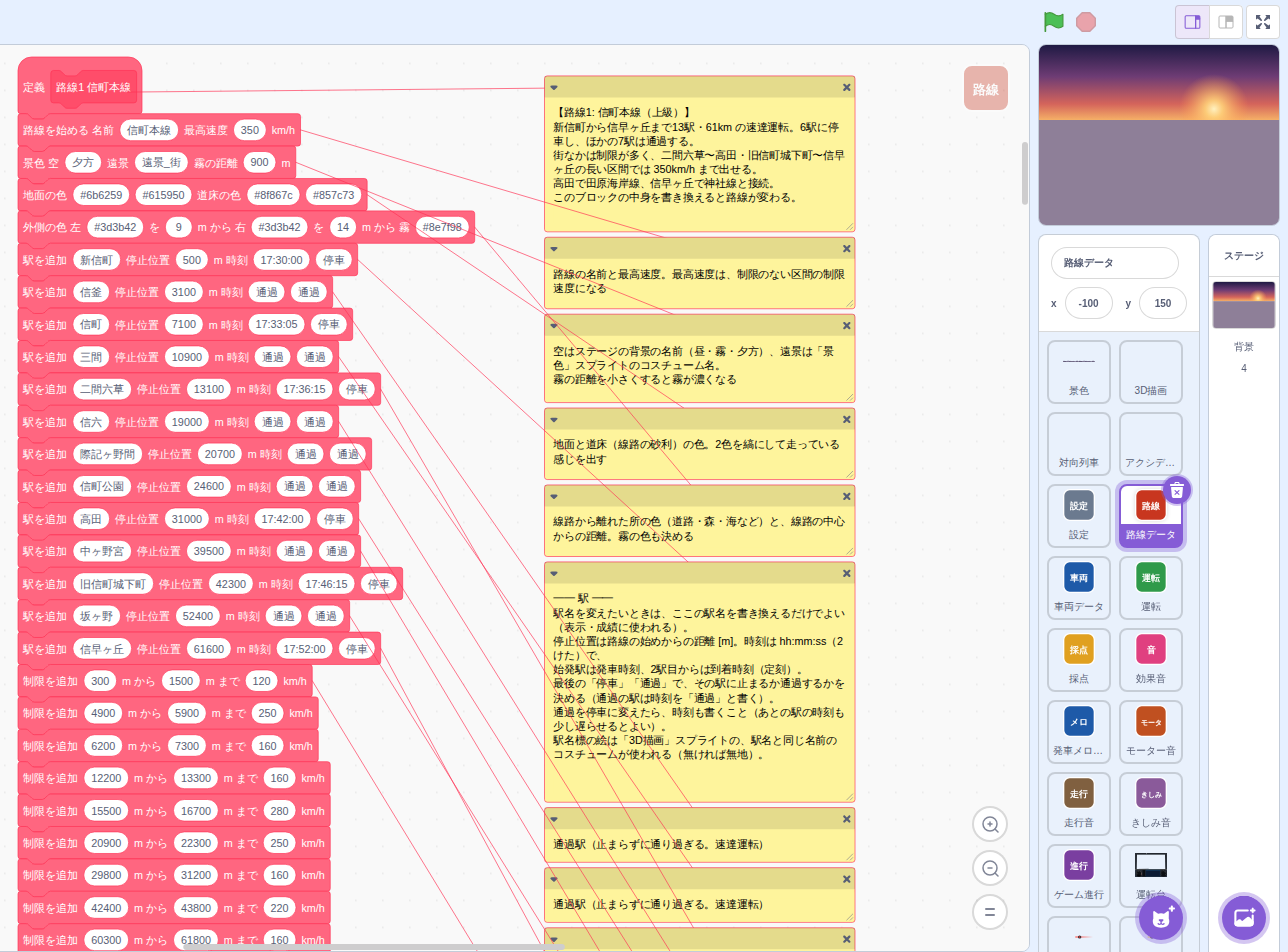 定義 路線1 信町本線
路線を始める 名前 信町本線 最高速度 350 km/h
景色 空 夕方 遠景 遠景_街 霧の距離 900 m
地面の色 #6b6259 #615950 道床の色 #8f867c #857c73
外側の色 左 #3d3b42 を 9 m から 右 #3d3b42 を 14 m から 霧 #8e7f98
駅を追加 新信町 停止位置 500 m 時刻 17:30:00 停車
駅を追加 信釜 停止位置 3100 m 時刻 通過 通過
駅を追加 信町 停止位置 7100 m 時刻 17:33:05 停車
駅を追加 三間 停止位置 10900 m 時刻 通過 通過
駅を追加 二間六草 停止位置 13100 m 時刻 17:36:15 停車
駅を追加 信六 停止位置 19000 m 時刻 通過 通過
駅を追加 際記ヶ野間 停止位置 20700 m 時刻 通過 通過
駅を追加 信町公園 停止位置 24600 m 時刻 通過 通過
駅を追加 高田 停止位置 31000 m 時刻 17:42:00 停車
駅を追加 中ヶ野宮 停止位置 39500 m 時刻 通過 通過
駅を追加 旧信町城下町 停止位置 42300 m 時刻 17:46:15 停車
駅を追加 坂ヶ野 停止位置 52400 m 時刻 通過 通過
駅を追加 信早ヶ丘 停止位置 61600 m 時刻 17:52:00 停車
制限を追加 300 m から 1500 m まで 120 km/h
制限を追加 4900 m から 5900 m まで 250 km/h
制限を追加 6200 m から 7300 m まで 160 km/h
制限を追加 12200 m から 13300 m まで 160 km/h
制限を追加 15500 m から 16700 m まで 280 km/h
制限を追加 20900 m から 22300 m まで 250 km/h
制限を追加 29800 m から 31200 m まで 160 km/h
制限を追加 42400 m から 43800 m まで 220 km/h
制限を追加 60300 m から 61800 m まで 160 km/h
【路線1: 信町本線（上級）】
新信町から信早ヶ丘まで13駅・61km の速達運転。6駅に停
車し、ほかの7駅は通過する。
街なかは制限が多く、二間六草〜高田・旧信町城下町〜信早
ヶ丘の長い区間では 350km/h まで出せる。
高田で田原海岸線、信早ヶ丘で神社線と接続。
このブロックの中身を書き換えると路線が変わる。
路線の名前と最高速度。最高速度は、制限のない区間の制限
速度になる
空はステージの背景の名前（昼・霧・夕方）、遠景は「景
色」スプライトのコスチューム名。
霧の距離を小さくすると霧が濃くなる
地面と道床（線路の砂利）の色。2色を縞にして走っている
感じを出す
線路から離れた所の色（道路・森・海など）と、線路の中心
からの距離。霧の色も決める
―― 駅 ――
駅名を変えたいときは、ここの駅名を書き換えるだけでよい
（表示・成績に使われる）。
停止位置は路線の始めからの距離 [m]。時刻は hh:mm:ss（2
けた）で、
始発駅は発車時刻、2駅目からは到着時刻（定刻）。
最後の「停車」「通過」で、その駅に止まるか通過するかを
決める（通過の駅は時刻を「通過」と書く）。
通過を停車に変えたら、時刻も書くこと（あとの駅の時刻も
少し遅らせるとよい）。
駅名標の絵は「3D描画」スプライトの、駅名と同じ名前の
コスチュームが使われる（無ければ無地）。
通過駅（止まらずに通り過ぎる。速達運転）
通過駅（止まらずに通り過ぎる。速達運転）
路線
路線データ
x -100 y 150
景色
3D描画
対向列車
アクシデ…
設定
設定
路線
路線データ
車両
車両データ
運転
運転
採点
採点
音
効果音
メロ
発車メロ…
モータ
モーター音
走行
走行音
きしみ
きしみ音
進行
ゲーム進行
運転台
ステージ
背景
4